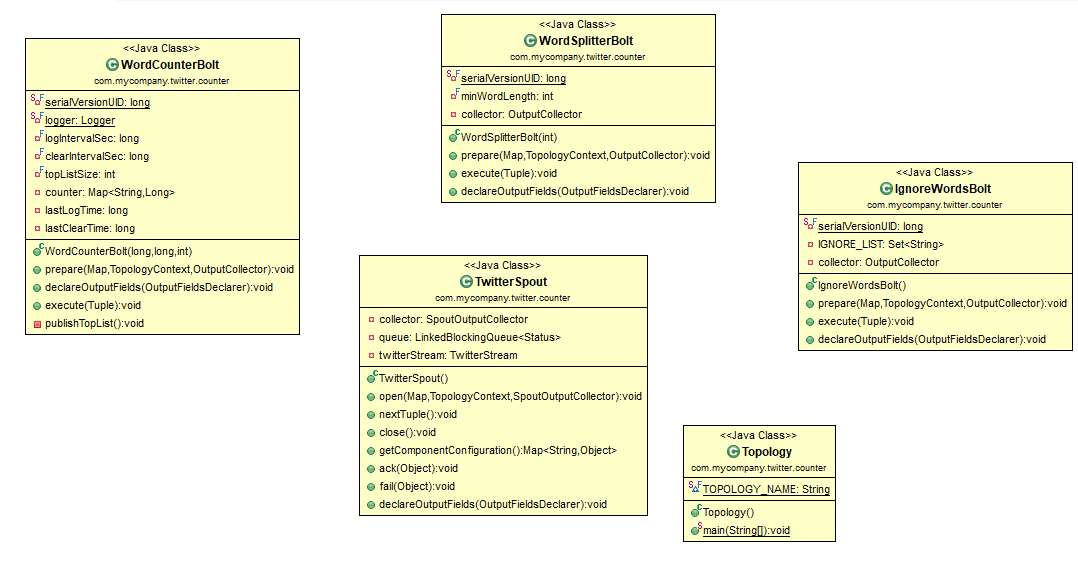 <<Java Class>>
WordCounterBolt
com.mycompany.twitter.counter
serialVersionUID: long
logger: Logger
logIntervalSec: long
clearIntervalSec: long
topListSize: int
counter: Map<String,Long>
lastLogTime: long
lastClearTime: long
WordCounterBolt(long,long,int)
prepare(Map,TopologyContext,OutputCollector):void
declareOutputFields(OutputFieldsDeclarer):void
execute(Tuple):void
publishTopList():void
<<Java Class>>
WordSplitterBolt
com.mycompany.twitter.counter
serialVersionUID: long
minWordLength: int
collector: OutputCollector
WordSplitterBolt(int)
prepare(Map,TopologyContext,OutputCollector):void
execute(Tuple):void
declareOutputFields(OutputFieldsDeclarer):void
<<Java Class>>
IgnoreWordsBolt
com.mycompany.twitter.counter
serialVersionUID: long
IGNORE_LIST: Set<String>
collector: OutputCollector
IgnoreWordsBolt()
prepare(Map,TopologyContext,OutputCollector):void
execute(Tuple):void
declareOutputFields(OutputFieldsDeclarer):void
<<Java Class>>
TwitterSpout
com.mycompany.twitter.counter
collector: SpoutOutputCollector
queue: LinkedBlockingQueue<Status>
twitterStream: TwitterStream
TwitterSpout()
open(Map,TopologyContext,SpoutOutputCollector):void
nextTuple():void
close():void
getComponentConfiguration():Map<String,Object>
ack(Object):void
fail(Object):void
declareOutputFields(OutputFieldsDeclarer):void
<<Java Class>>
Topology
com.mycompany.twitter.counter
TOPOLOGY_NAME: String
Topology()
main(String[]):void